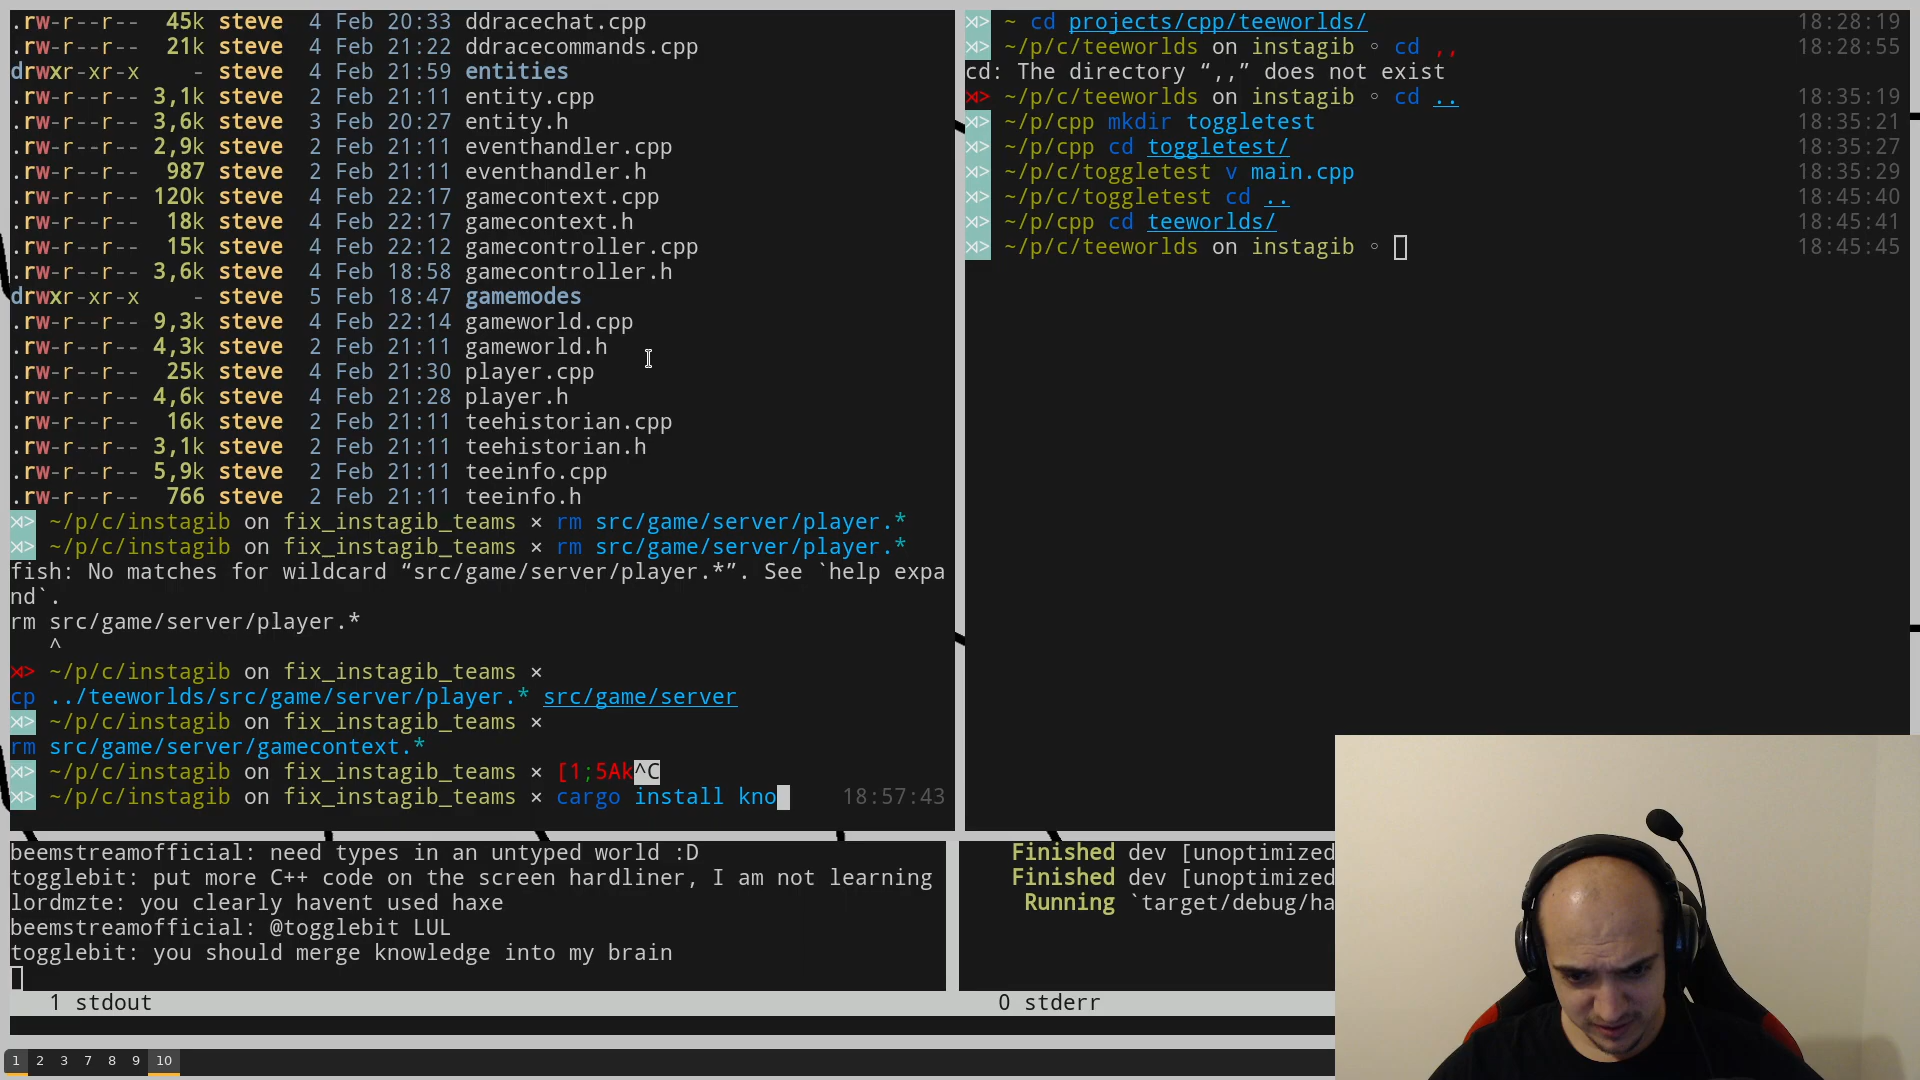 .rw-r--r-- 45k steve 4 Feb 20:33 ddracechat.cpp
.rw-r--r-- 21k steve 4 Feb 21:22 ddracecommands.cpp
drwxr-xr-x - steve 4 Feb 21:59 entities
.rw-r--r-- 3,1k steve 2 Feb 21:11 entity.cpp
.rw-r--r-- 3,6k steve 3 Feb 20:27 entity.h
.rw-r--r-- 2,9k steve 2 Feb 21:11 eventhandler.cpp
.rw-r--r-- 987 steve 2 Feb 21:11 eventhandler.h
.rw-r--r-- 120k steve 4 Feb 22:17 gamecontext.cpp
.rw-r--r-- 18k steve 4 Feb 22:17 gamecontext.h
.rw-r--r-- 15k steve 4 Feb 22:12 gamecontroller.cpp
.rw-r--r-- 3,6k steve 4 Feb 18:58 gamecontroller.h
drwxr-xr-x - steve 5 Feb 18:47 gamemodes
.rw-r--r-- 9,3k steve 4 Feb 22:14 gameworld.cpp
.rw-r--r-- 4,3k steve 2 Feb 21:11 gameworld.h
.rw-r--r-- 25k steve 4 Feb 21:30 player.cpp
.rw-r--r-- 4,6k steve 4 Feb 21:28 player.h
.rw-r--r-- 16k steve 2 Feb 21:11 teehistorian.cpp
.rw-r--r-- 3,1k steve 2 Feb 21:11 teehistorian.h
.rw-r--r-- 5,9k steve 2 Feb 21:11 teeinfo.cpp
.rw-r--r-- 766 steve 2 Feb 21:11 teeinfo.h
⋊> ~/p/c/instagib on fix_instagib_teams × rm src/game/server/player.*
⋊> ~/p/c/instagib on fix_instagib_teams × rm src/game/server/player.*
fish: No matches for wildcard “src/game/server/player.*”. See `help expa
nd`.
rm src/game/server/player.*
^
⋊> ~/p/c/instagib on fix_instagib_teams ×
cp ../teeworlds/src/game/server/player.* src/game/server
⋊> ~/p/c/instagib on fix_instagib_teams ×
rm src/game/server/gamecontext.*
⋊> ~/p/c/instagib on fix_instagib_teams × [1;5Ak^C
⋊> ~/p/c/instagib on fix_instagib_teams × cargo install kno 18:57:43
⋊> ~ cd projects/cpp/teeworlds/ 18:28:19
⋊> ~/p/c/teeworlds on instagib ◦ cd ,, 18:28:55
cd: The directory “,,” does not exist
⋊> ~/p/c/teeworlds on instagib ◦ cd .. 18:35:19
⋊> ~/p/cpp mkdir toggletest 18:35:21
⋊> ~/p/cpp cd toggletest/ 18:35:27
⋊> ~/p/c/toggletest v main.cpp 18:35:29
⋊> ~/p/c/toggletest cd .. 18:45:40
⋊> ~/p/cpp cd teeworlds/ 18:45:41
⋊> ~/p/c/teeworlds on instagib ◦ 18:45:45
beemstreamofficial: need types in an untyped world :D
togglebit: put more C++ code on the screen hardliner, I am not learning
lordmzte: you clearly havent used haxe
beemstreamofficial: @togglebit LUL
togglebit: you should merge knowledge into my brain
1 stdout
Finished dev [unoptimized
Finished dev [unoptimized
Running `target/debug/ha
0 stderr
1 2 3 7 8 9 10